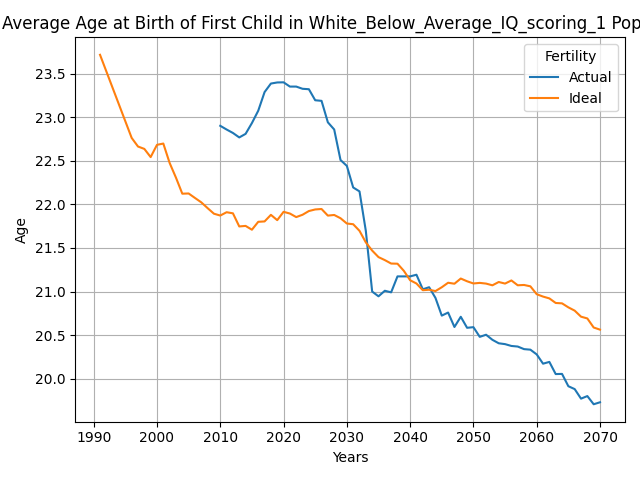 Average Age at Birth of First Child in White_Below_Average_IQ_scoring_1 Pop
Fertility
Actual
Ideal
23.5
23.0
22.5
22.0
21.5
21.0
20.5
20.0
Age
1990 2000 2010 2020 2030 2040 2050 2060 2070
Years